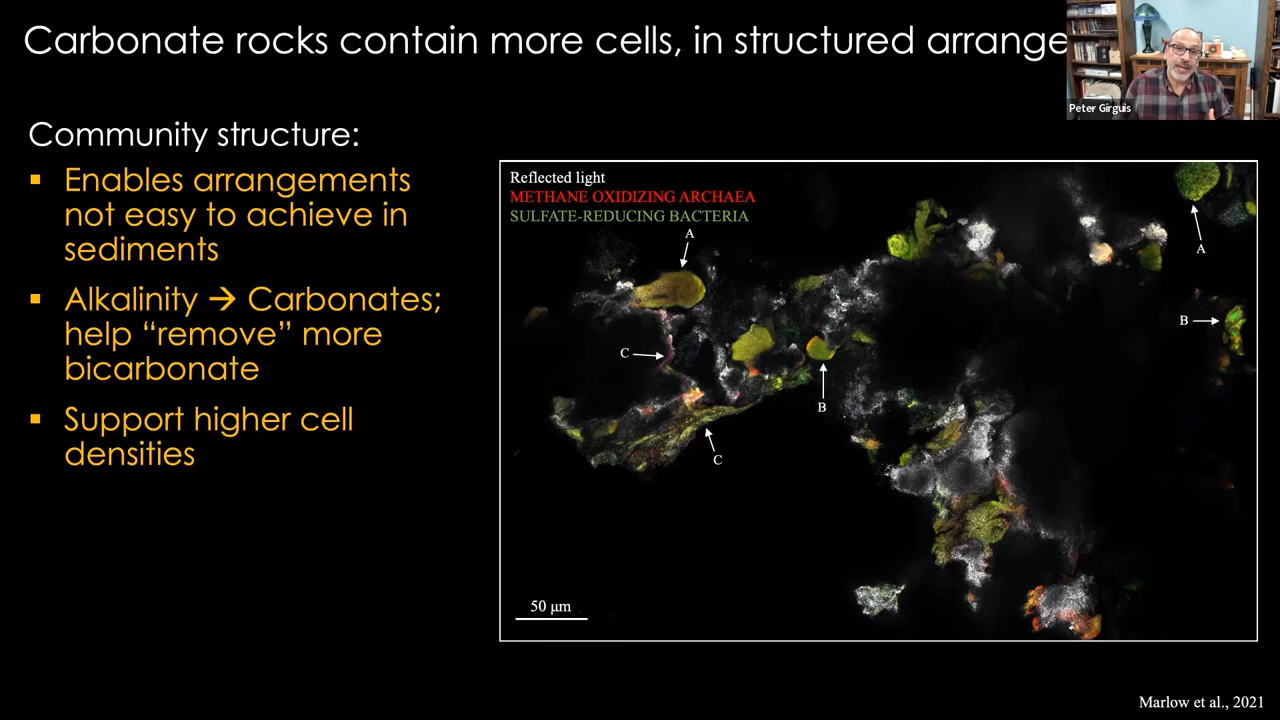 Carbonate rocks contain more cells, in structured arrange
Peter Girguis
Community structure:
▪ Enables arrangements
not easy to achieve in
sediments
▪ Alkalinity → Carbonates;
help “remove” more
bicarbonate
▪ Support higher cell
densities
Reflected light
METHANE OXIDIZING ARCHAEA
SULFATE-REDUCING BACTERIA
A
A
B
C
B
C
50 μm
Marlow et al., 2021